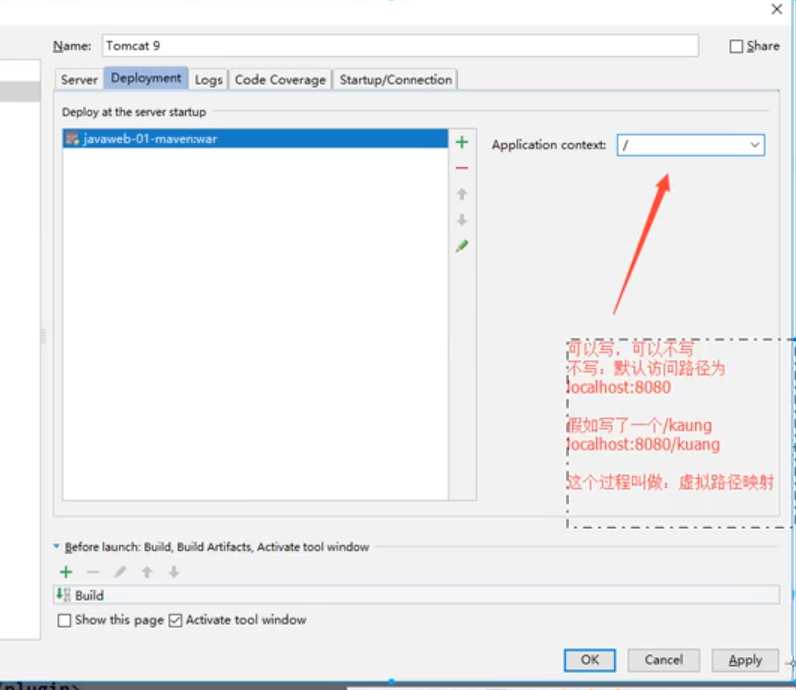 Name: Tomcat 9
Share
Server Deployment Logs Code Coverage Startup/Connection
Deploy at the server startup
javaweb-01-maven:war
Application context: /
可以写，可以不写
不写：默认访问路径为
localhost:8080
假如写了一个/kaung
localhost:8080/kuang
这个过程叫做：虚拟路径映射
Before launch: Build, Build Artifacts, Activate tool window
Build
Show this page Activate tool window
OK Cancel Apply